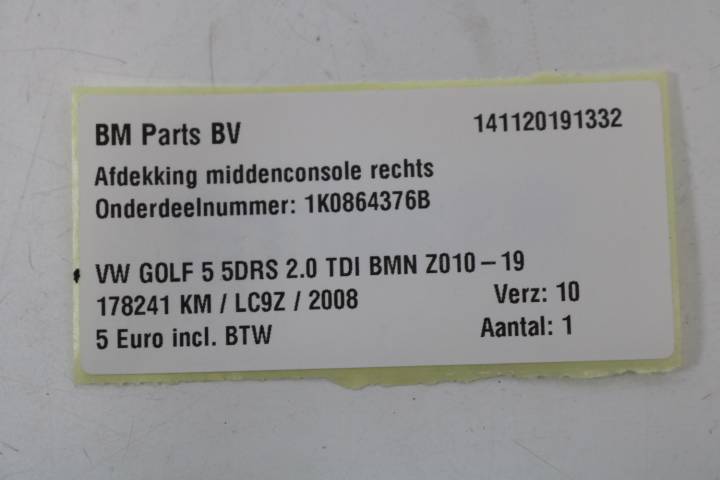 BM Parts BV 141120191332
Afdekking middenconsole rechts
Onderdeelnummer: 1K0864376B
VW GOLF 5 5DRS 2.0 TDI BMN Z010-19
178241 KM / LC9Z / 2008 Verz: 10
5 Euro incl. BTW Aantal: 1